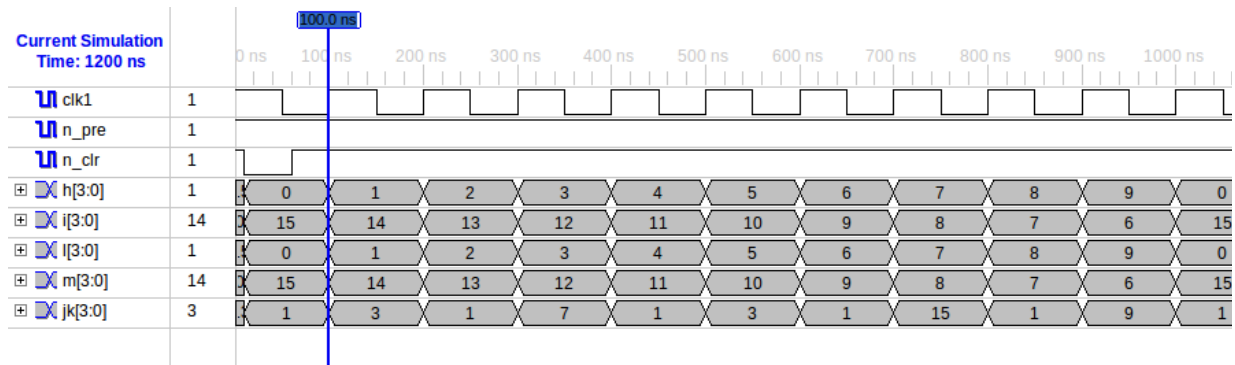 100.0 ns
Current Simulation
Time: 1200 ns
0 ns 100 ns 200 ns 300 ns 400 ns 500 ns 600 ns 700 ns 800 ns 900 ns 1000 ns
clk1 1
n_pre 1
n_clr 1
h[3:0] 1 0 1 2 3 4 5 6 7 8 9 0
i[3:0] 14 15 14 13 12 11 10 9 8 7 6 15
l[3:0] 1 0 1 2 3 4 5 6 7 8 9 0
m[3:0] 14 15 14 13 12 11 10 9 8 7 6 15
jk[3:0] 3 1 3 1 7 1 3 1 15 1 9 1